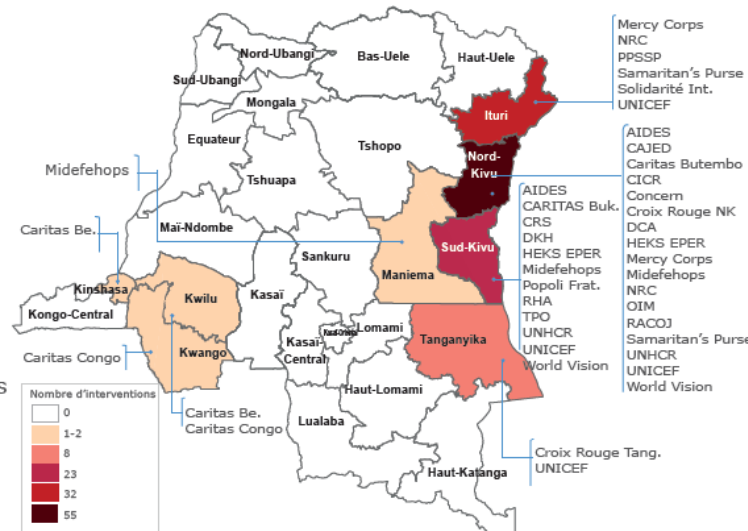 Nord-Ubangi
Bas-Uele
Haut-Uele
Sud-Ubangi
Mongala
Ituri
Equateur
Tshopo
Nord-
Kivu
Tshuapa
Maï-Ndombe
Sud-Kivu
Sankuru
Maniema
Kinshasa
Kwilu
Kasaï
Kongo-Central
Kwango
Kasaï-
Central
Lomami
Tanganyika
Haut-Lomami
Lualaba
Haut-Katanga
Mercy Corps
NRC
PPSSP
Samaritan’s Purse
Solidarité Int.
UNICEF
AIDES
CAJED
Caritas Butembo
CICR
Concern
Croix Rouge NK
DCA
HEKS EPER
Mercy Corps
Midefehops
NRC
OIM
RACOJ
Samaritan’s Purse
UNHCR
UNICEF
World Vision
AIDES
CARITAS Buk.
CRS
DKH
HEKS EPER
Midefehops
Popoli Frat.
RHA
TPO
UNHCR
UNICEF
World Vision
Midefehops
Caritas Be.
Caritas Congo
Caritas Be.
Caritas Congo
Croix Rouge Tang.
UNICEF
s
Nombre d’interventions
0
1-2
8
23
32
55